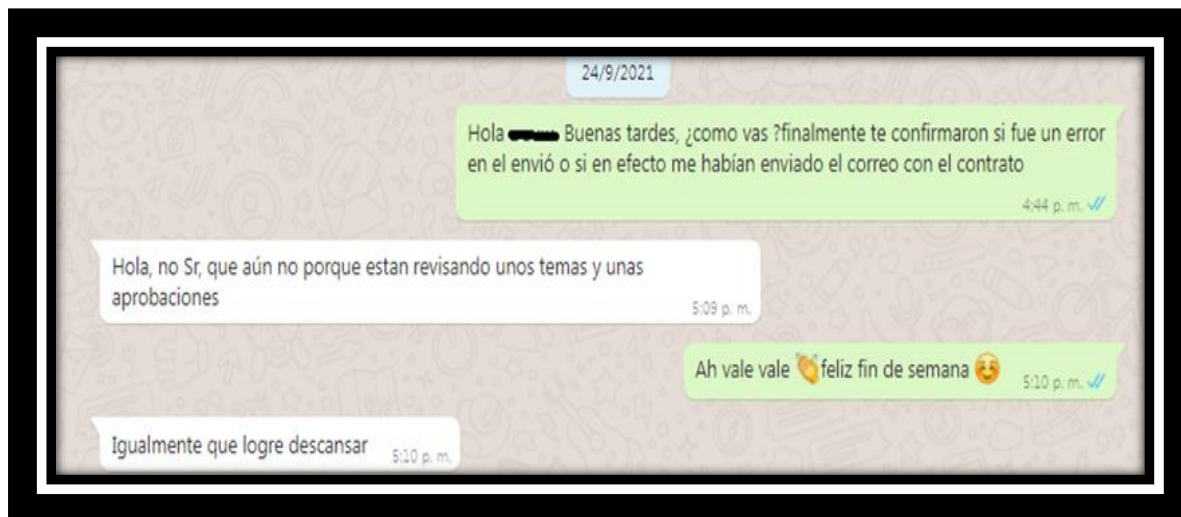 24/9/2021
Hola Buenas tardes, ¿como vas ?finalmente te confirmaron si fue un error
en el envió o si en efecto me habían enviado el correo con el contrato
4:44 p. m.
Hola, no Sr, que aún no porque estan revisando unos temas y unas
aprobaciones
5:09 p. m.
Ah vale vale 👏feliz fin de semana ☺️
5:10 p. m.
Igualmente que logre descansar
5:10 p. m.